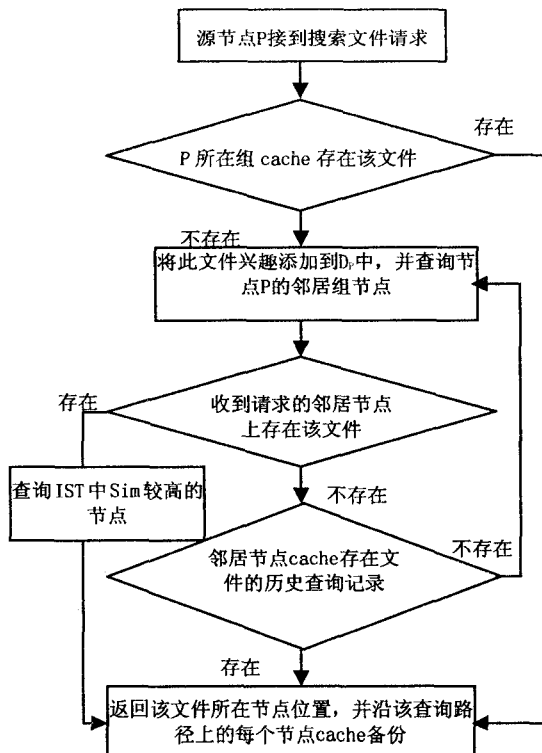 源节点P接到搜索文件请求
存在
P 所在组 cache 存在该文件
不存在
将此文件兴趣添加到Dₚ中，并查询节
点P的邻居组节点
存在
收到请求的邻居节点
上存在该文件
查询IST中Sim较高的
节点
不存在
不存在
邻居节点cache存在文
件的历史查询记录
存在
返回该文件所在节点位置，并沿该查询路
径上的每个节点cache备份